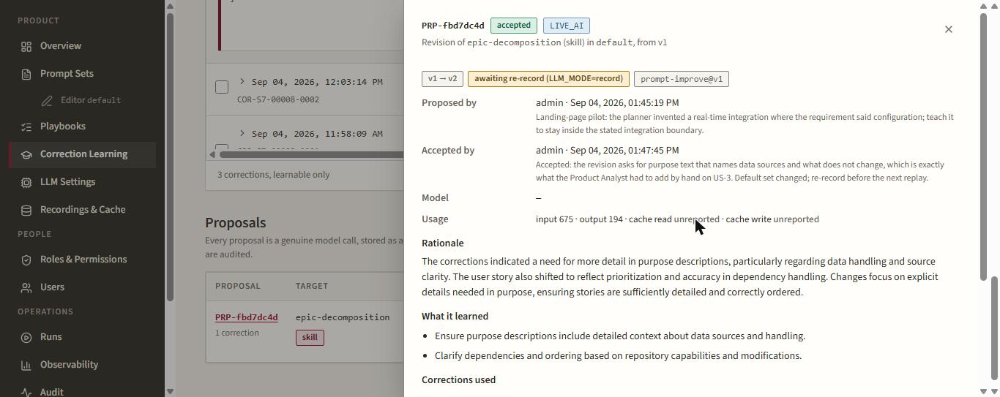 PRODUCT
Overview
Prompt Sets
Editor default
Playbooks
Correction Learning
LLM Settings
Recordings & Cache
PEOPLE
Roles & Permissions
Users
OPERATIONS
Runs
Observability
Audit
Sep 04, 2026, 12:03:14 PM
COR-S7-00008-0002
Sep 04, 2026, 11:58:09 AM
3 corrections, learnable only
Proposals
Every proposal is a genuine model call, stored as a
are audited.
PROPOSAL TARGET
PRP-fbd7dc4d epic-decomposition
1 correction skill
PRP-fbd7dc4d accepted LIVE_AI
Revision of epic-decomposition (skill) in default, from v1
v1 → v2 awaiting re-record (LLM_MODE=record) prompt-improve@v1
Proposed by admin · Sep 04, 2026, 01:45:19 PM
Landing-page pilot: the planner invented a real-time integration where the requirement said configuration; teach it
to stay inside the stated integration boundary.
Accepted by admin · Sep 04, 2026, 01:47:45 PM
Accepted: the revision asks for purpose text that names data sources and what does not change, which is exactly
what the Product Analyst had to add by hand on US-3. Default set changed; re-record before the next replay.
Model –
Usage input 675 · output 194 · cache read unreported · cache write unreported
Rationale
The corrections indicated a need for more detail in purpose descriptions, particularly regarding data handling and source
clarity. The user story also shifted to reflect prioritization and accuracy in dependency handling. Changes focus on explicit
details needed in purpose, ensuring stories are sufficiently detailed and correctly ordered.
What it learned
• Ensure purpose descriptions include detailed context about data sources and handling.
• Clarify dependencies and ordering based on repository capabilities and modifications.
Corrections used